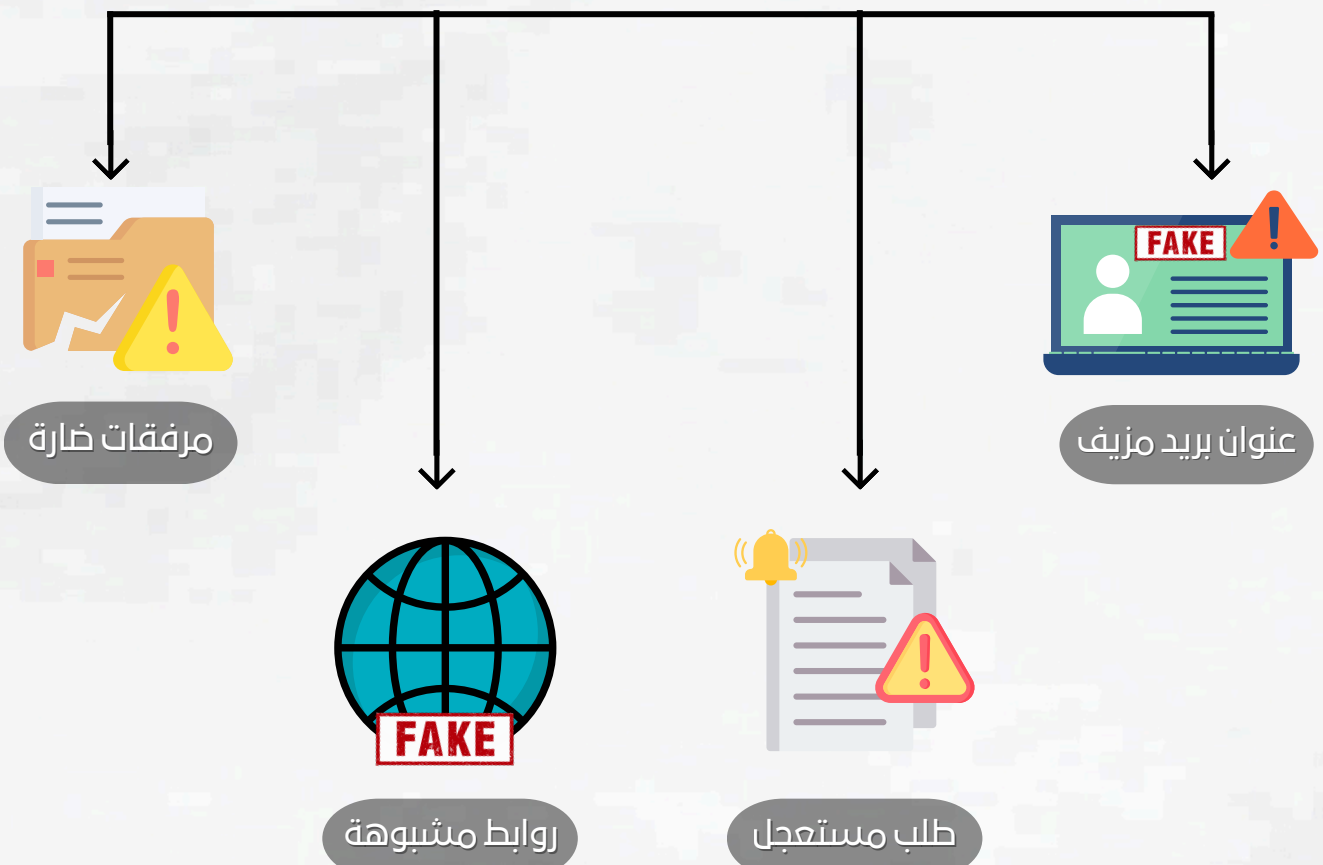 FAKE
عنوان بريد مزيف
مرفقات ضارة
FAKE
طلب مستعجل
روابط مشبوهة